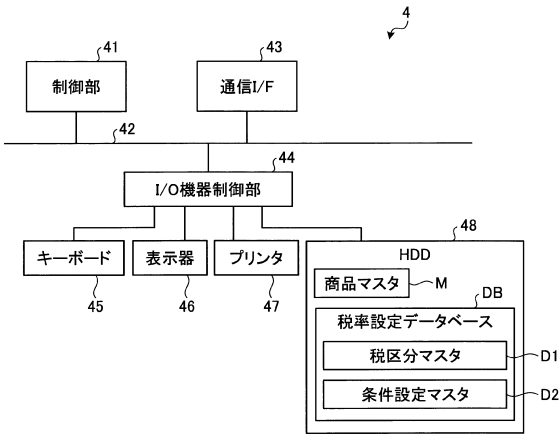 4
41
43
制御部
通信I/F
42
44
I/O機器制御部
48
キーボード
表示器
プリンタ
HDD
45
46
47
商品マスタ
M
DB
税率設定データベース
税区分マスタ
D1
条件設定マスタ
D2